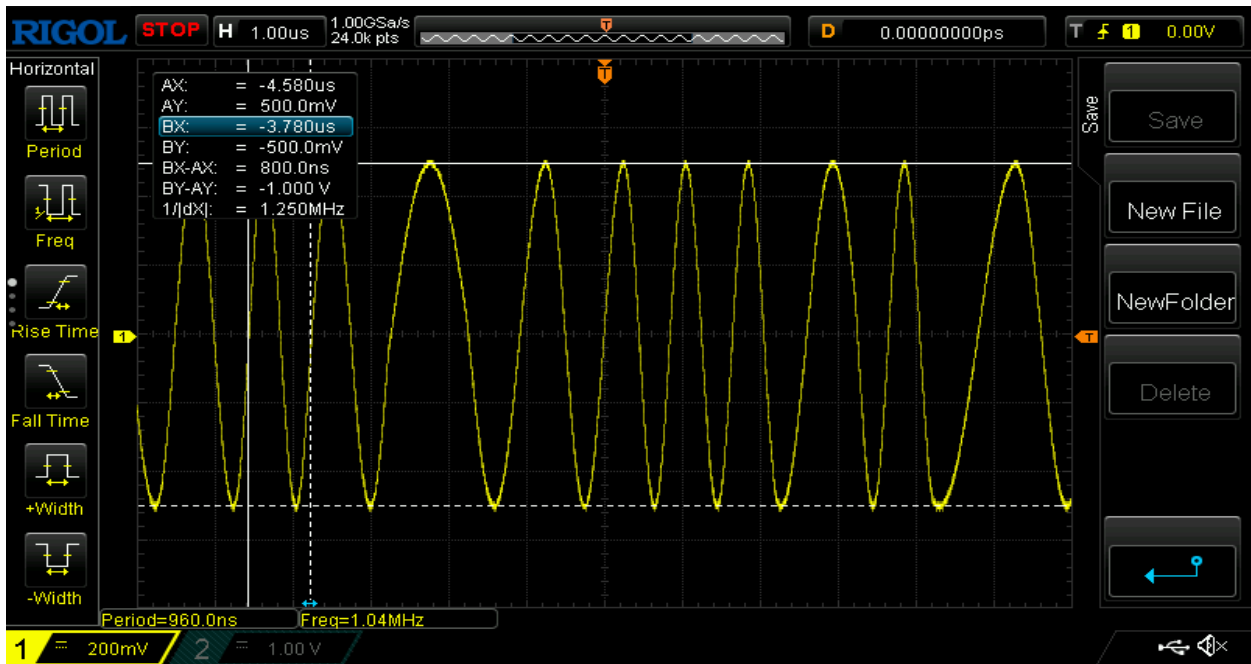 RIGOL STOP H 1.00us 1.00GSa/s 24.0k pts T D 0.00000000ps T 1 0.00V
Horizontal
Period
Freq
Rise Time
Fall Time
+Width
-Width
AX: = -4.580us
AY: = 500.0mV
BX: = -3.780us
BY: = -500.0mV
BX-AX: = 800.0ns
BY-AY: = -1.000 V
1/|dX|: = 1.250MHz
T
1
T
Save
Save
New File
NewFolder
Delete
Period=960.0ns Freq=1.04MHz
1 = 200mV 2 = 1.00 V